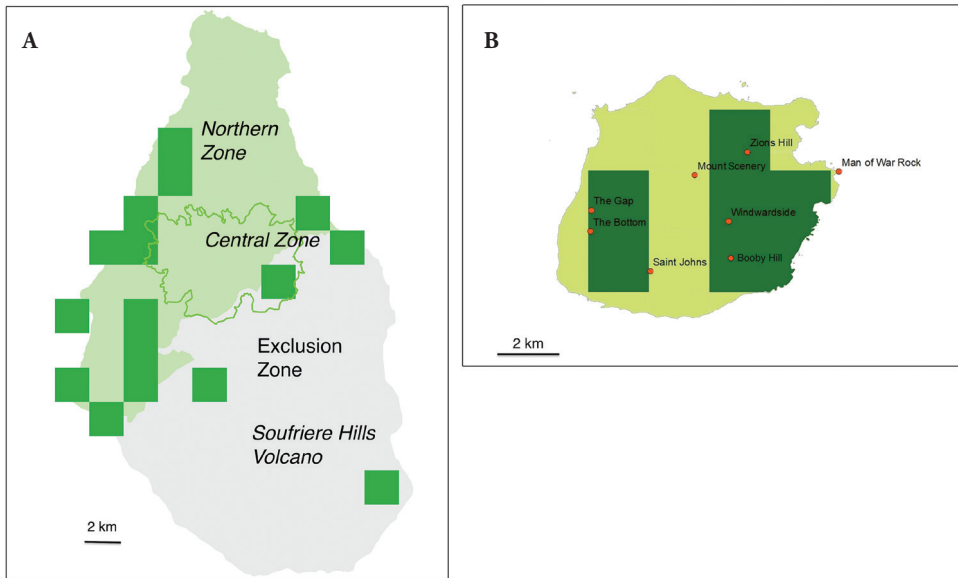 A
Northern
Zone
Central Zone
Exclusion
Zone
Soufriere Hills
Volcano
2 km
B
Zions Hill
Man of War Rock
Mount Scenery
The Gap
Windwardside
The Bottom
Booby Hill
Saint Johns
2 km